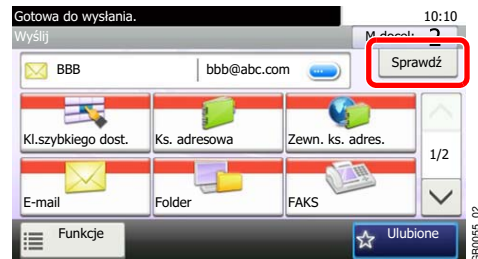 Gotowa do wysłania. 10:10
Wyślij M.docel: 2
BBB bbb@abc.com Sprawdź
Kl.szybkiego dost. Ks. adresowa Zewn. ks. adres.
1/2
E-mail Folder FAKS
Funkcje Ulubione
GB0055_02